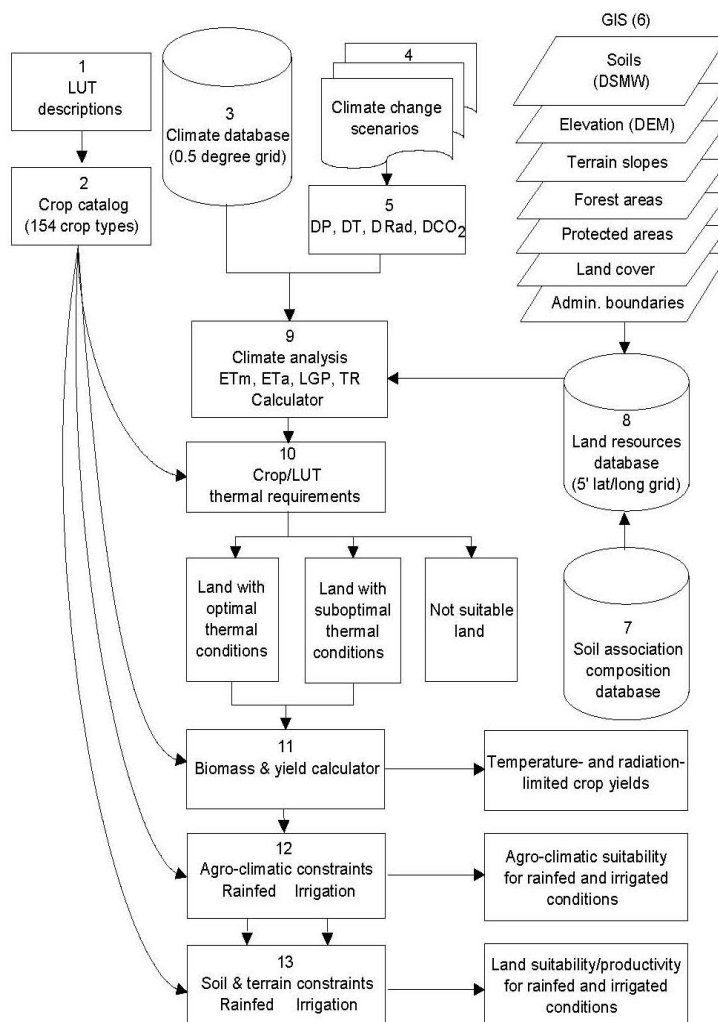 1
LUT
descriptions
2
Crop catalog
(154 crop types)
3
Climate database
(0.5 degree grid)
4
Climate change
scenarios
5
DP, DT, DRad, DCO₂
GIS (6)
Soils
(DSMW)
Elevation (DEM)
Terrain slopes
Forest areas
Protected areas
Land cover
Admin. boundaries
9
Climate analysis
ETm, ETa, LGP, TR
Calculator
8
Land resources
database
(5' lat/long grid)
10
Crop/LUT
thermal requirements
Land with
optimal
thermal
conditions
Land with
suboptimal
thermal
conditions
Not suitable
land
7
Soil association
composition
database
11
Biomass & yield calculator
Temperature- and radiation-
limited crop yields
12
Agro-climatic constraints
Rainfed Irrigation
Agro-climatic suitability
for rainfed and irrigated
conditions
13
Soil & terrain constraints
Rainfed Irrigation
Land suitability/productivity
for rainfed and irrigated
conditions